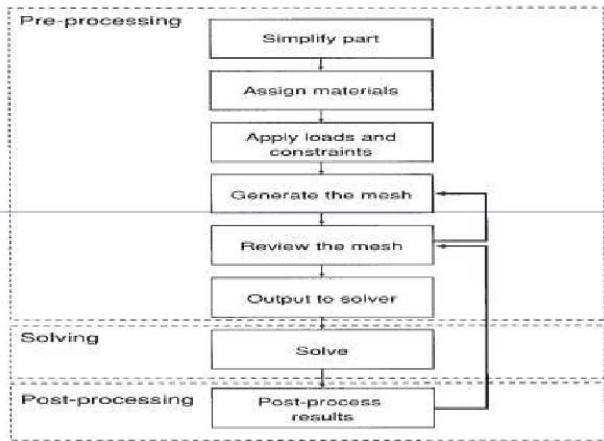 Pre-processing
Simplify part
Assign materials
Apply loads and
constraints
Generate the mesh
Review the mesh
Output to solver
Solving
Solve
Post-processing
Post-process
results